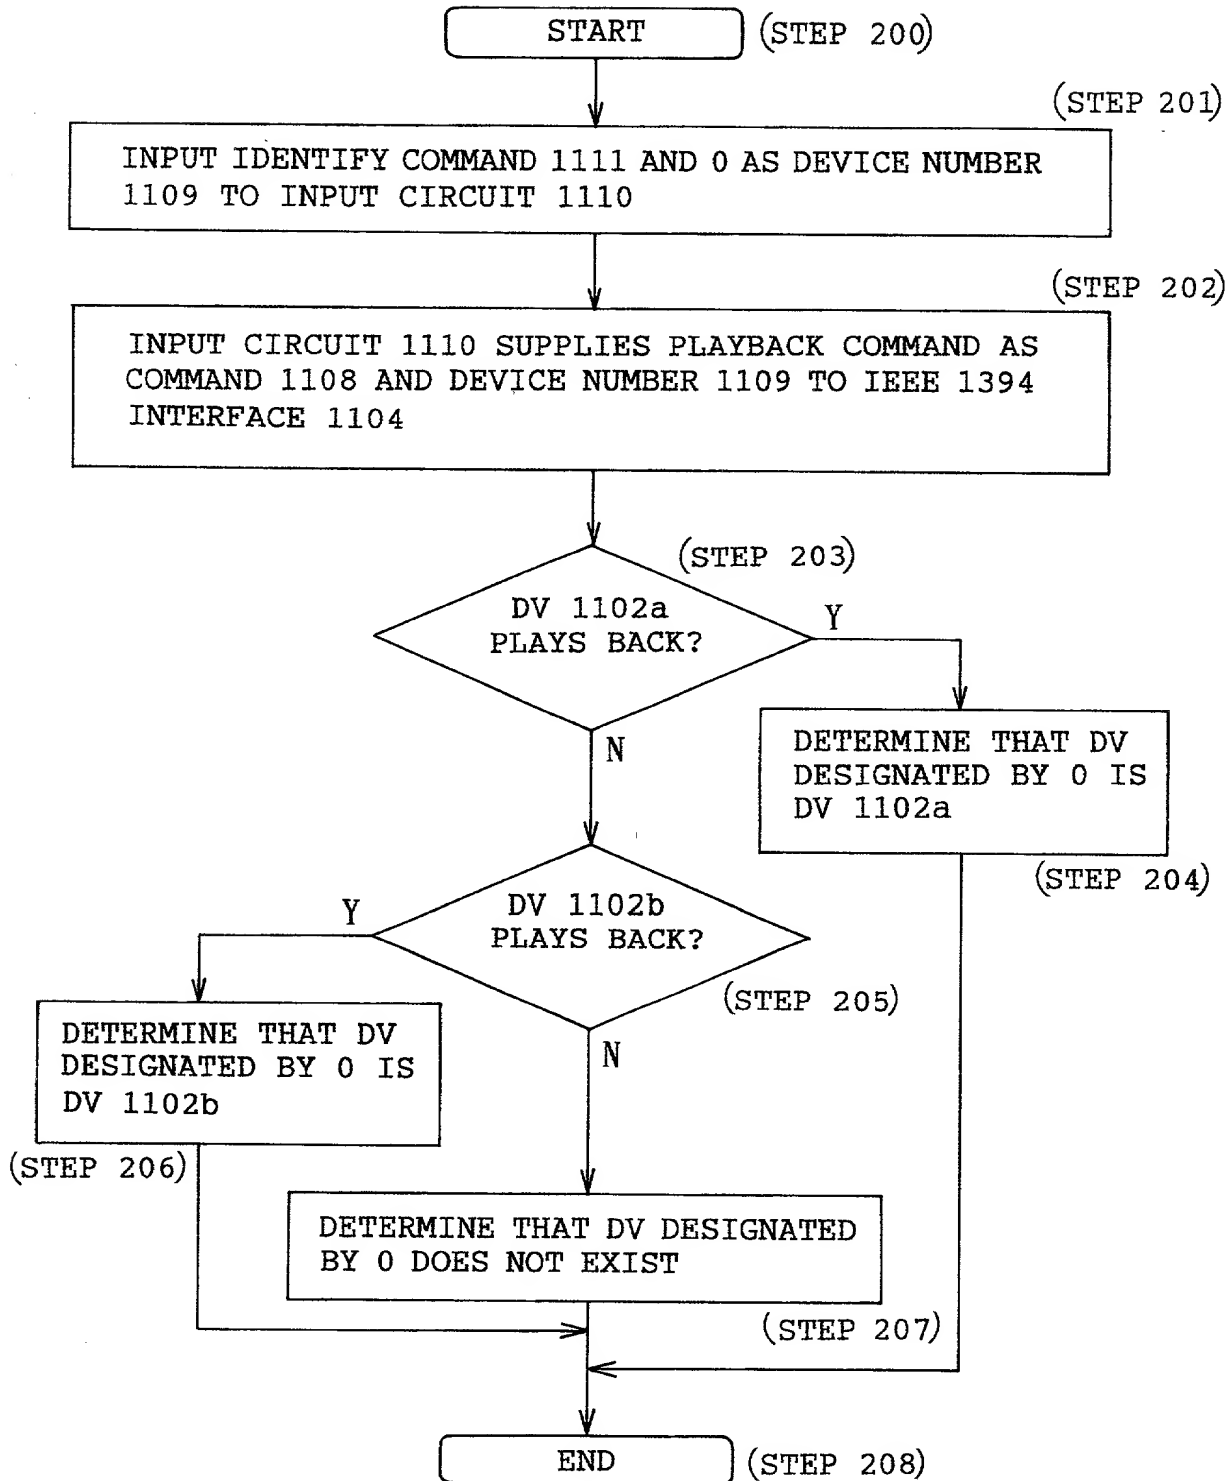 START (STEP 200)
(STEP 201)
INPUT IDENTIFY COMMAND 1111 AND 0 AS DEVICE NUMBER
1109 TO INPUT CIRCUIT 1110
(STEP 202)
INPUT CIRCUIT 1110 SUPPLIES PLAYBACK COMMAND AS
COMMAND 1108 AND DEVICE NUMBER 1109 TO IEEE 1394
INTERFACE 1104
(STEP 203)
DV 1102a
PLAYS BACK?
Y
N
DETERMINE THAT DV
DESIGNATED BY 0 IS
DV 1102a
(STEP 204)
DV 1102b
PLAYS BACK?
Y
(STEP 205)
N
DETERMINE THAT DV
DESIGNATED BY 0 IS
DV 1102b
(STEP 206)
DETERMINE THAT DV DESIGNATED
BY 0 DOES NOT EXIST
(STEP 207)
END (STEP 208)